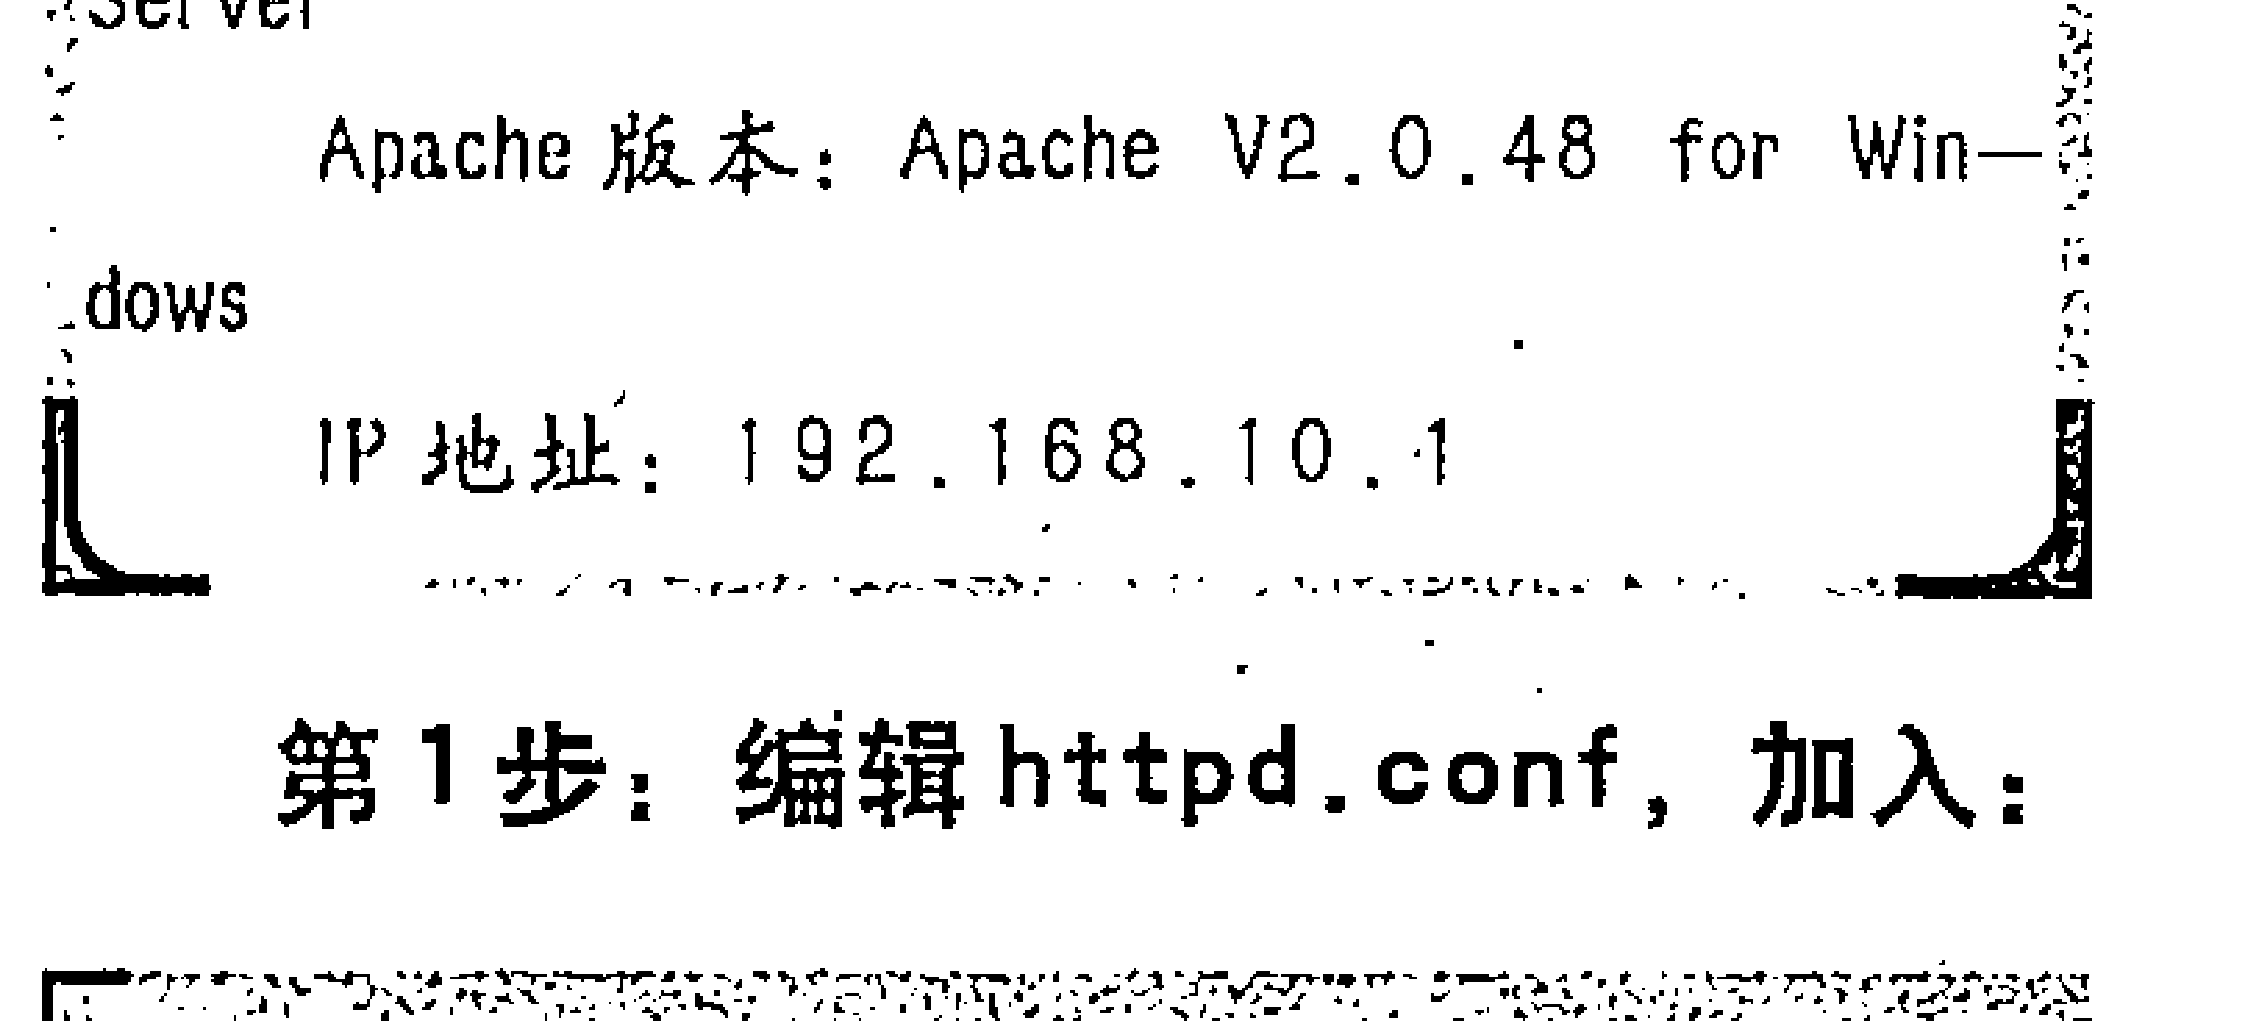 Server
Apache 版本：Apache V2.0.48 for Win—
dows
IP 地址：192.168.10.1
第1步：编辑httpd.conf，加入：